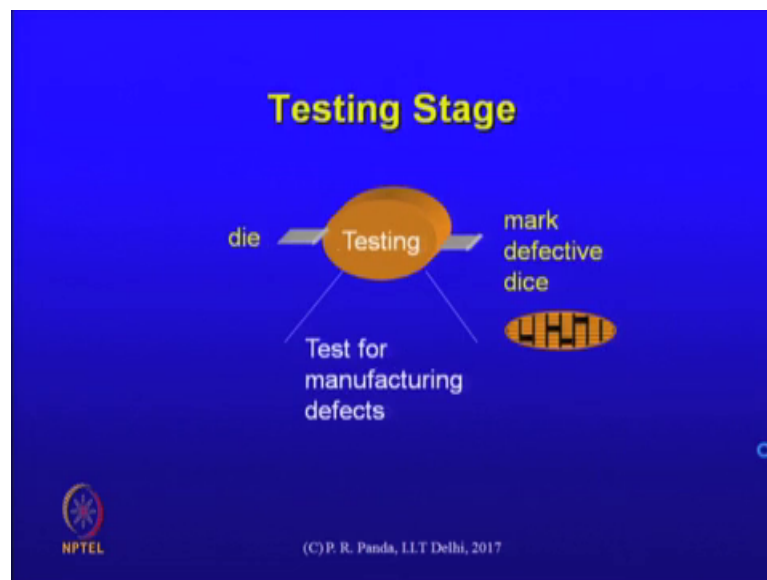 Testing Stage
die
Testing
mark
defective
dice
Test for
manufacturing
defects
NPTEL
(C) P. R. Panda, I.I.T Delhi, 2017